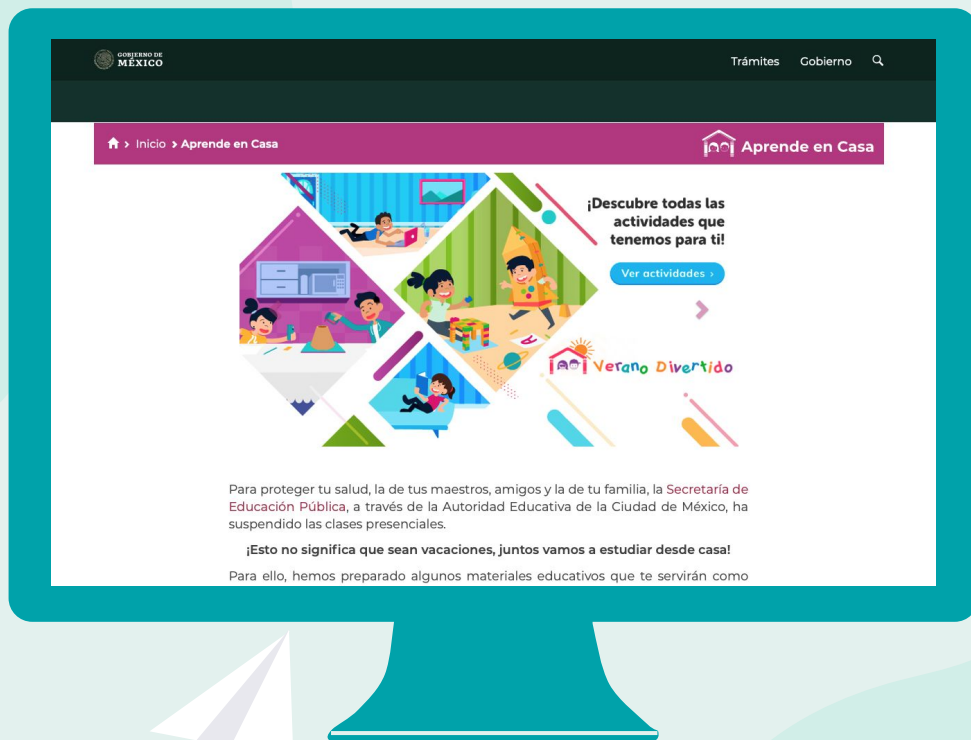 GOBIERNO DE
MÉXICO
Trámites Gobierno
> Inicio > Aprende en Casa
Aprende en Casa
¡Descubre todas las
actividades que
tenemos para ti!
Ver actividades ›
Verano Divertido
Para proteger tu salud, la de tus maestros, amigos y la de tu familia, la Secretaría de
Educación Pública, a través de la Autoridad Educativa de la Ciudad de México, ha
suspendido las clases presenciales.
¡Esto no significa que sean vacaciones, juntos vamos a estudiar desde casa!
Para ello, hemos preparado algunos materiales educativos que te servirán como